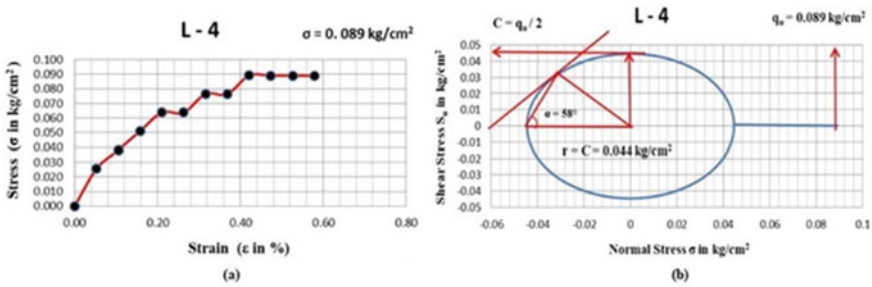 L - 4
σ = 0. 089 kg/cm²
Stress (σ in kg/cm²)
0.100
0.090
0.080
0.070
0.060
0.050
0.040
0.030
0.020
0.010
0.000
0.00 0.20 0.40 0.60 0.80
Strain (ε in %)
(a)
L - 4
C = qᵤ / 2
qᵤ = 0.089 kg/cm²
Shear Stress Sᵤ in kg/cm²
0.05
0.04
0.03
0.02
0.01
0
-0.01
-0.02
-0.03
-0.04
-0.05
α = 58°
r = C = 0.044 kg/cm²
-0.06 -0.04 -0.02 0 0.02 0.04 0.06 0.08 0.1
Normal Stress σ in kg/cm²
(b)